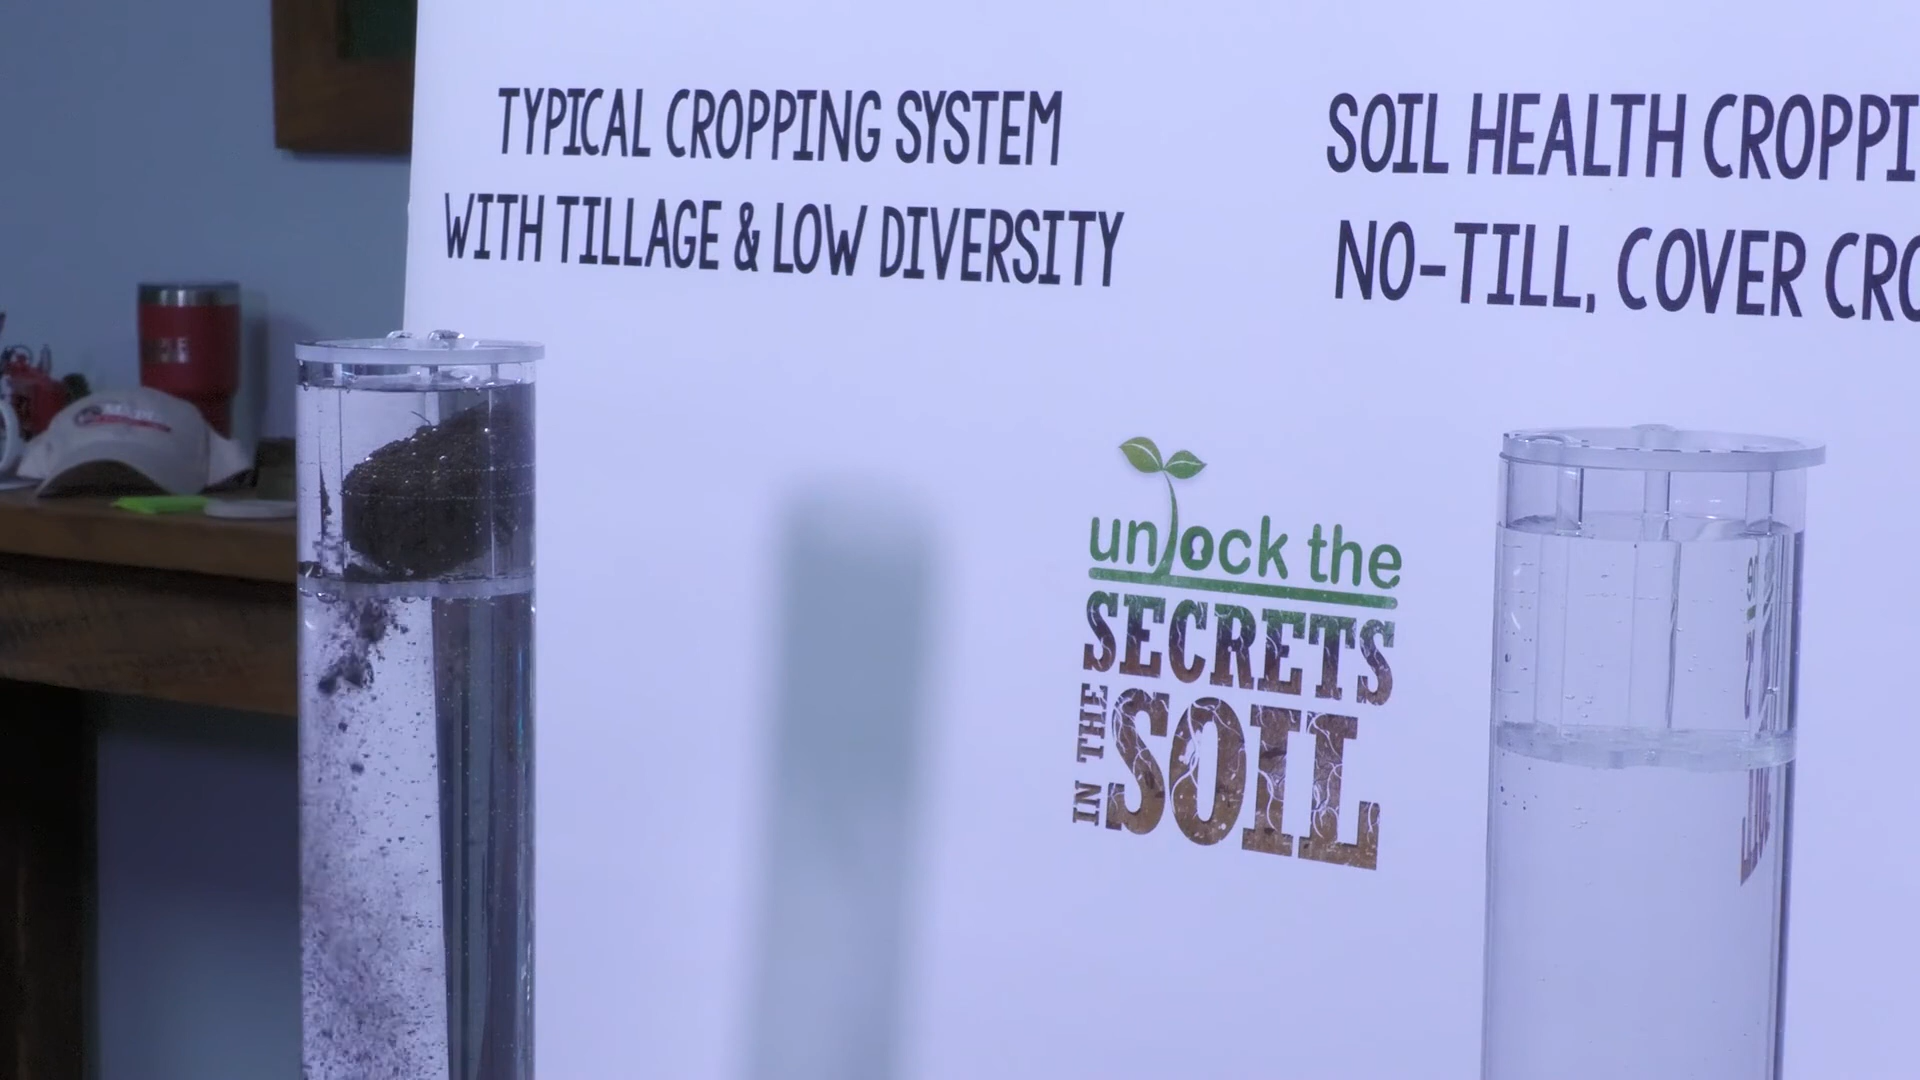 TYPICAL CROPPING SYSTEM
WITH TILLAGE & LOW DIVERSITY
SOIL HEALTH CROPPI
NO-TILL, COVER CRO
unlock the
SECRETS
IN THE
SOIL